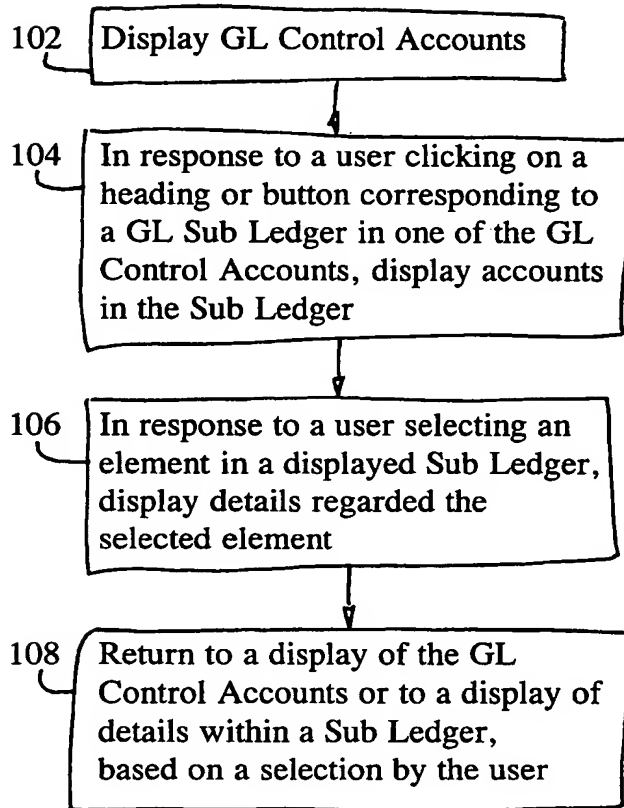 102 Display GL Control Accounts
104 In response to a user clicking on a
heading or button corresponding to
a GL Sub Ledger in one of the GL
Control Accounts, display accounts
in the Sub Ledger
106 In response to a user selecting an
element in a displayed Sub Ledger,
display details regarded the
selected element
108 Return to a display of the GL
Control Accounts or to a display of
details within a Sub Ledger,
based on a selection by the user